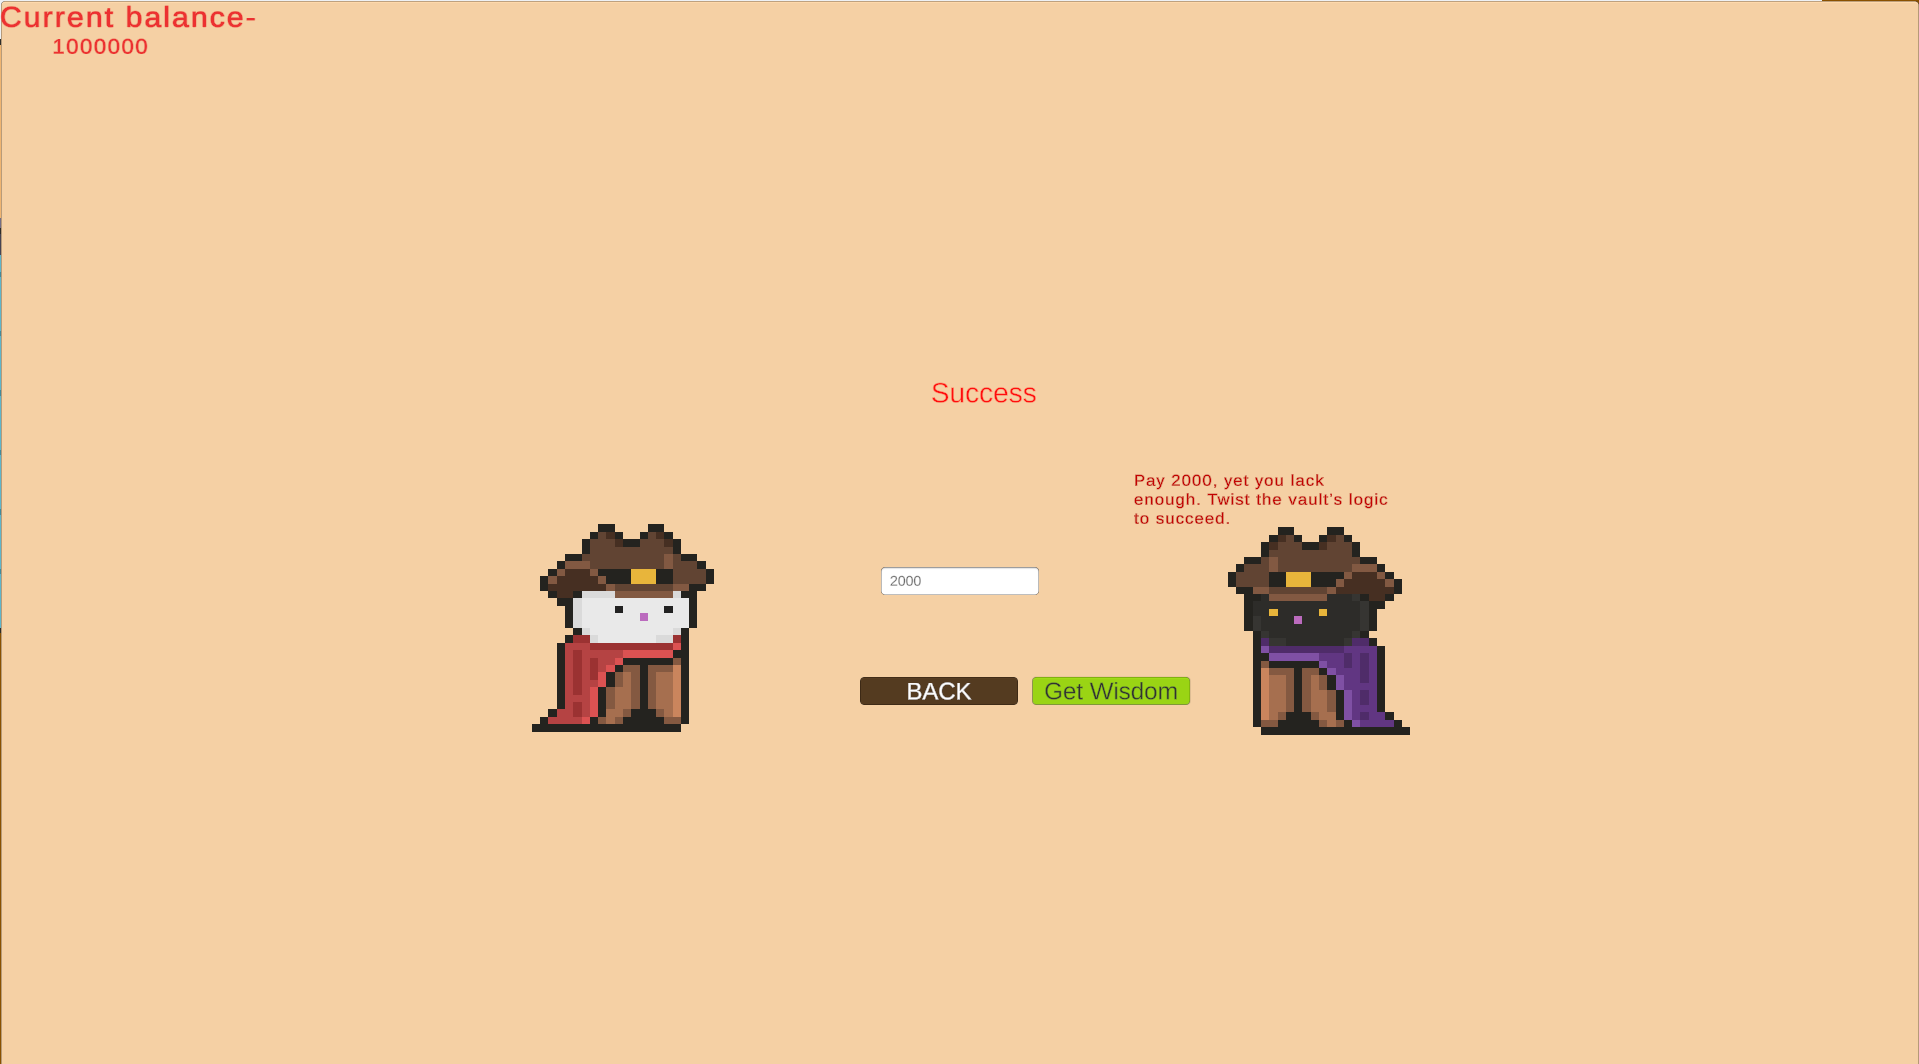 Current balance-
1000000
Success
Pay 2000, yet you lack
enough. Twist the vault's logic
to succeed.
2000
BACK
Get Wisdom